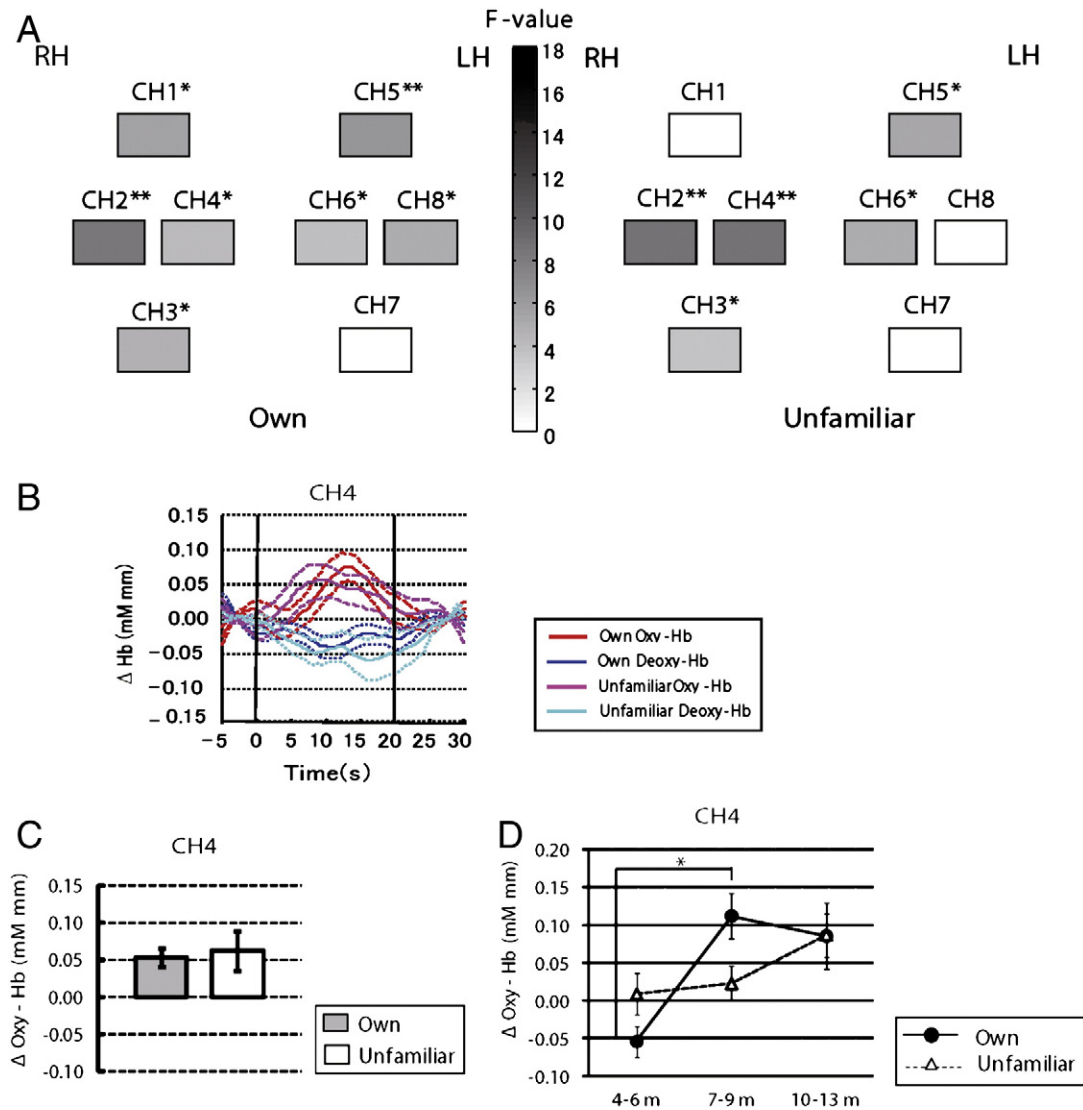 A
F-value
RH
LH
RH
LH
CH1*
CH5**
CH1
CH5*
CH2**
CH4*
CH6*
CH8*
CH2**
CH4**
CH6*
CH8
CH3*
CH7
CH3*
CH7
18
16
14
12
10
8
6
4
2
0
Own
Unfamiliar
B
CH4
Δ Hb (mM mm)
0.15
0.10
0.05
0.00
-0.05
-0.10
-0.15
-5 0 5 10 15 20 25 30
Time(s)
Own Oxy-Hb
Own Deoxy-Hb
UnfamiliarOxy-Hb
Unfamiliar Deoxy-Hb
C
CH4
Δ Oxy - Hb (mM mm)
0.15
0.10
0.05
0.00
-0.05
-0.10
Own
Unfamiliar
D
CH4
Δ Oxy - Hb (mM mm)
0.20
0.15
0.10
0.05
0.00
-0.05
-0.10
*
4-6 m 7-9 m 10-13 m
Own
Unfamiliar